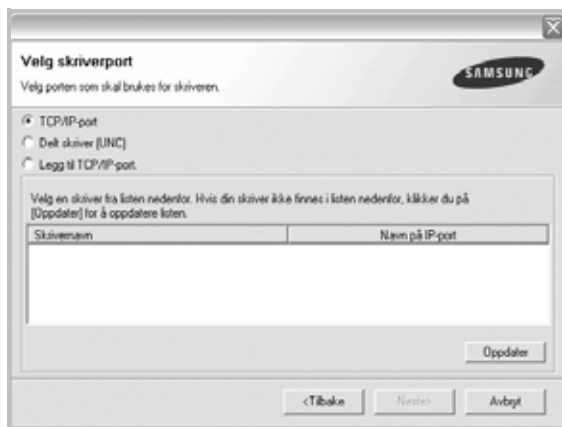 Velg skriverport
Velg porten som skal brukes for skriveren.
SAMSUNG
TCP/IP-port
Delt skriver (UNC)
Legg til TCP/IP-port.
Velg en skriver fra listen nedenfor. Hvis din skriver ikke finnes i listen nedenfor, klikker du på
[Oppdater] for å oppdatere listen.
Skrivernavn Navn på IP-port
Oppdater
<Tilbake Neste> Avbryt